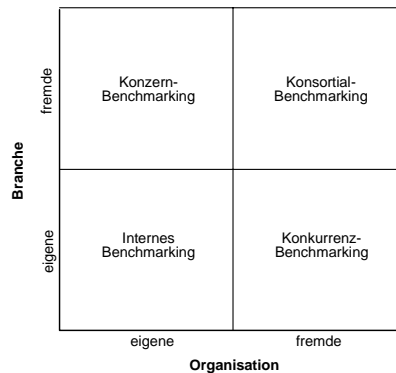 Branche
fremde
Konzern-
Benchmarking
Konsortial-
Benchmarking
eigene
Internes
Benchmarking
Konkurrenz-
Benchmarking
eigene
fremde
Organisation